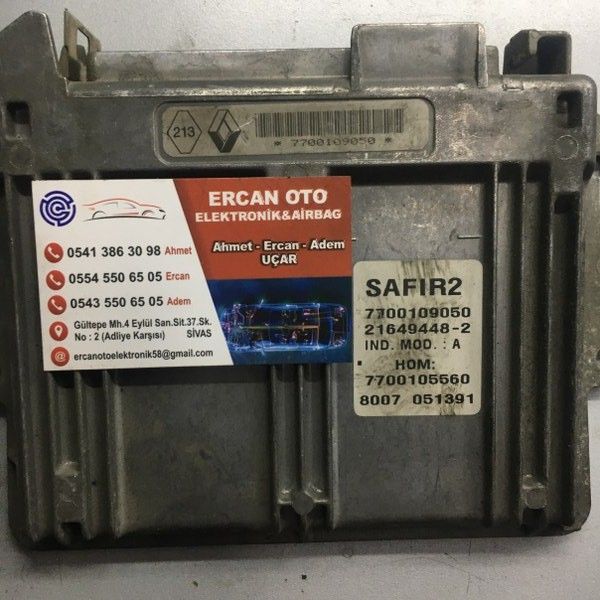 213
* 7700109050 *
ERCAN OTO
ELEKTRONİK&AİRBAG
Ahmet - Ercan - Adem
UÇAR
0541 386 30 98 Ahmet
0554 550 65 05 Ercan
0543 550 65 05 Adem
Gültepe Mh.4 Eylül San.Sit.37.Sk.
No : 2 (Adliye Karşısı) SİVAS
ercanotoelektronik58@gmail.com
SAFIR2
7700109050
21649448-2
IND. MOD. : A
HOM:
7700105560
8007 051391